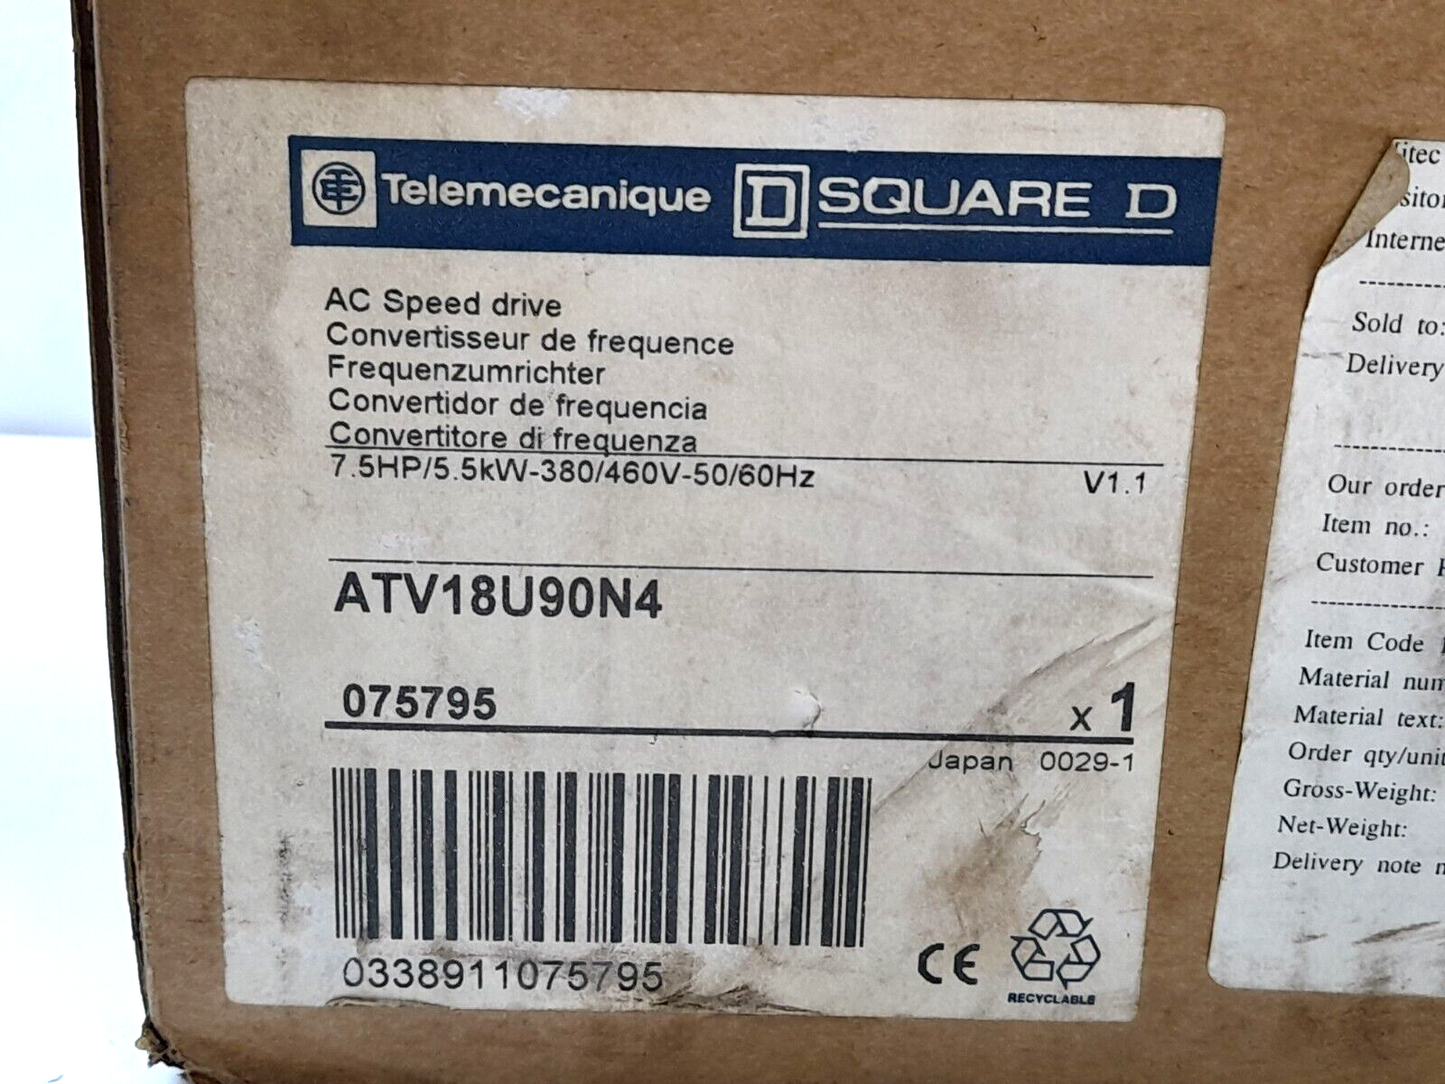 Telemecanique D SQUARE D
AC Speed drive
Convertisseur de frequence
Frequenzumrichter
Convertidor de frequencia
Convertitore di frequenza
7.5HP/5.5kW-380/460V-50/60Hz V1.1
ATV18U90N4
075795 x 1
Japan 0029-1
0338911075795
CE
RECYCLABLE
Sold to:
Delivery
Our order
Item no.:
Customer
Item Code
Material num
Material text:
Order qty/unit
Gross-Weight:
Net-Weight:
Delivery note